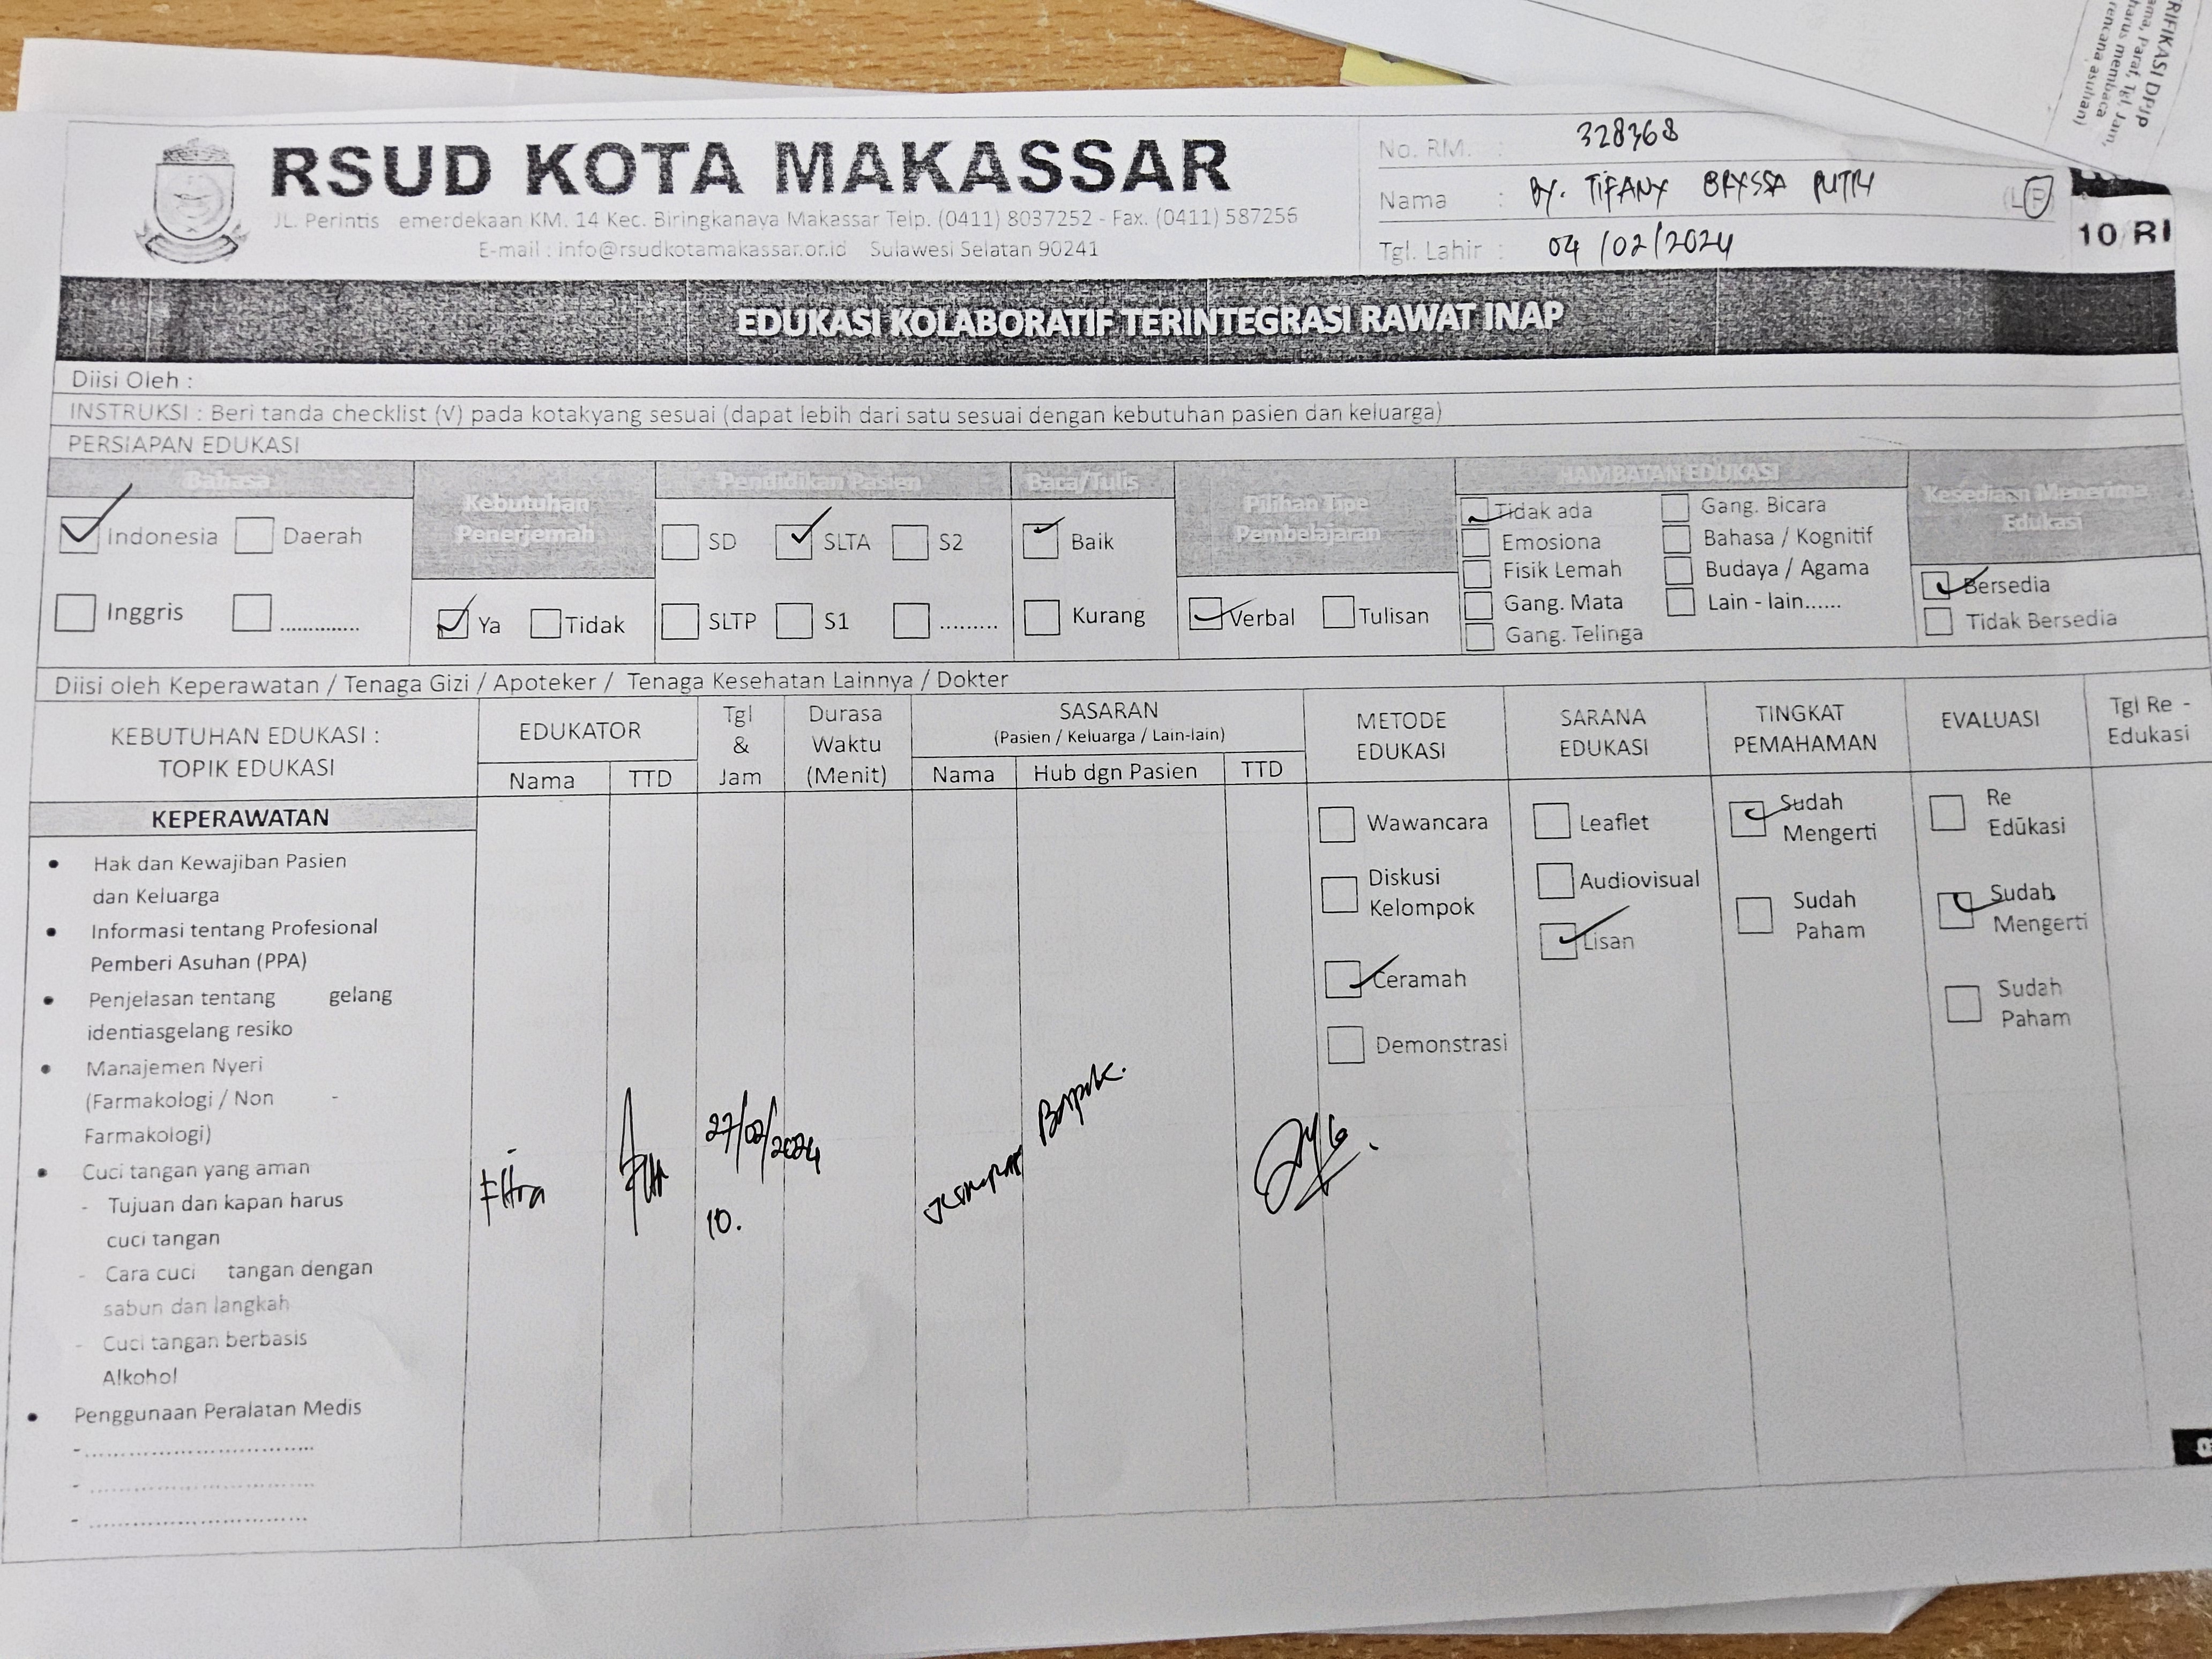 RIFIKASI DPJP
ama, Paraf, Tgl, Jam,
harus membaca
rencana asuhan)
RSUD KOTA MAKASSAR
JL. Perintis emerdekaan KM. 14 Kec. Biringkanaya Makassar Telp. (0411) 8037252 - Fax. (0411) 587256
E-mail : info@rsudkotamakassar.or.id Sulawesi Selatan 90241
No. RM. : 328368
Nama : BY. TIFANY BRYSSA PUTRI (L/P)
Tgl. Lahir : 04/02/2024
10 RI
EDUKASI KOLABORATIF TERINTEGRASI RAWAT INAP
Diisi Oleh :
INSTRUKSI : Beri tanda checklist (√) pada kotakyang sesuai (dapat lebih dari satu sesuai dengan kebutuhan pasien dan keluarga)
PERSIAPAN EDUKASI
Bahasa
Indonesia Daerah
Inggris .............
Kebutuhan
Penerjemah
Ya Tidak
Pendidikan Pasien
SD SLTA S2
SLTP S1 .........
Baca/Tulis
Baik
Kurang
Pilihan Tipe
Pembelajaran
Verbal Tulisan
HAMBATAN EDUKASI
Tidak ada Gang. Bicara
Emosiona Bahasa / Kognitif
Fisik Lemah Budaya / Agama
Gang. Mata Lain - lain......
Gang. Telinga
Kesediaan Menerima
Edukasi
Bersedia
Tidak Bersedia
Diisi oleh Keperawatan / Tenaga Gizi / Apoteker / Tenaga Kesehatan Lainnya / Dokter
KEBUTUHAN EDUKASI :
TOPIK EDUKASI
EDUKATOR
Nama TTD
Tgl
&
Jam
Durasa
Waktu
(Menit)
SASARAN
(Pasien / Keluarga / Lain-lain)
Nama Hub dgn Pasien TTD
METODE
EDUKASI
SARANA
EDUKASI
TINGKAT
PEMAHAMAN
EVALUASI
Tgl Re -
Edukasi
KEPERAWATAN
• Hak dan Kewajiban Pasien
dan Keluarga
• Informasi tentang Profesional
Pemberi Asuhan (PPA)
• Penjelasan tentang gelang
identiasgelang resiko
• Manajemen Nyeri
(Farmakologi / Non -
Farmakologi)
• Cuci tangan yang aman
- Tujuan dan kapan harus
cuci tangan
- Cara cuci tangan dengan
sabun dan langkah
- Cuci tangan berbasis
Alkohol
• Penggunaan Peralatan Medis
- ..................................
- ..................................
- ..................................
27/02/2024
10.
Bapak.
Wawancara
Diskusi
Kelompok
Ceramah
Demonstrasi
Leaflet
Audiovisual
Lisan
Sudah
Mengerti
Sudah
Paham
Re
Edukasi
Sudah
Mengerti
Sudah
Paham